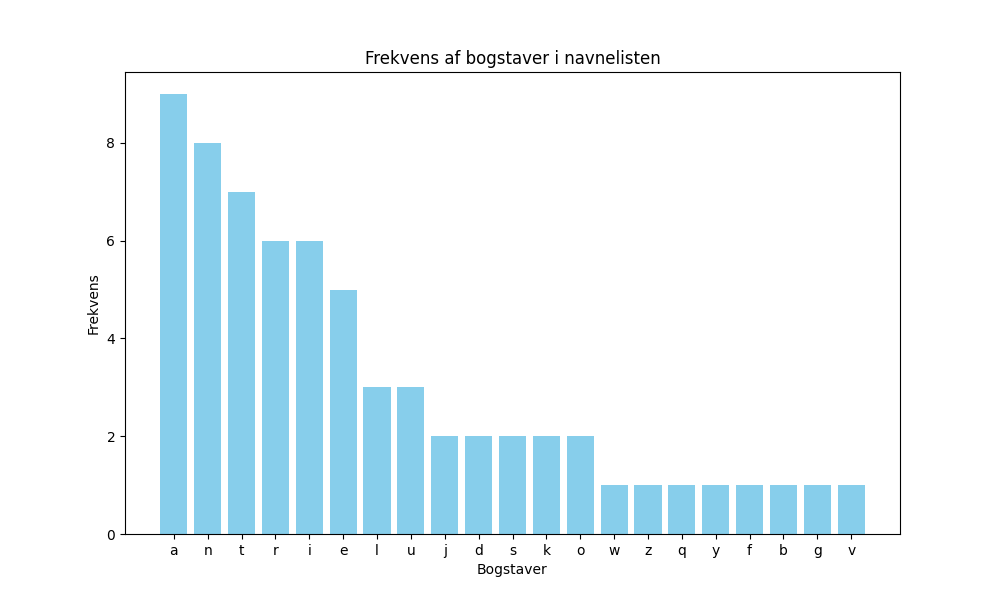 Frekvens af bogstaver i navnelisten
Frekvens
8
6
4
2
0
a n t r i e l u j d s k o w z q y f b g v
Bogstaver